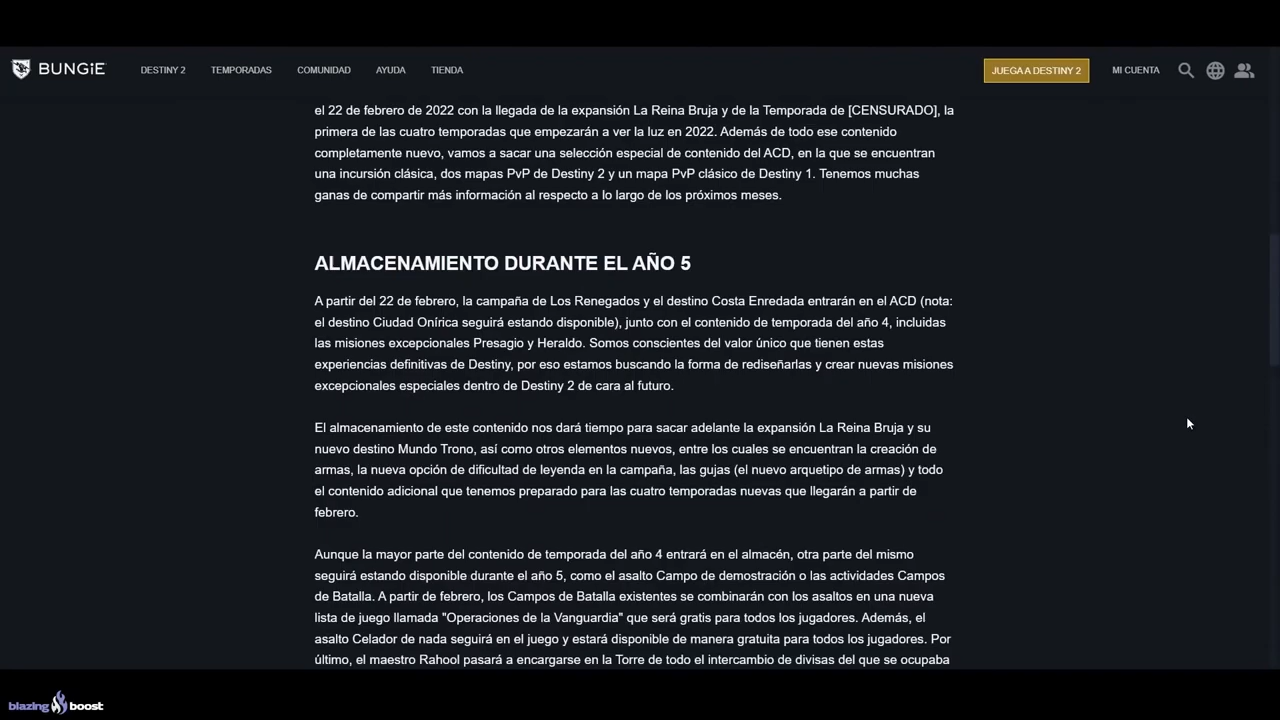 BUNGiE
DESTINY 2 TEMPORADAS COMUNIDAD AYUDA TIENDA JUEGA A DESTINY 2 MI CUENTA
el 22 de febrero de 2022 con la llegada de la expansión La Reina Bruja y de la Temporada de [CENSURADO], la
primera de las cuatro temporadas que empezarán a ver la luz en 2022. Además de todo ese contenido
completamente nuevo, vamos a sacar una selección especial de contenido del ACD, en la que se encuentran
una incursión clásica, dos mapas PvP de Destiny 2 y un mapa PvP clásico de Destiny 1. Tenemos muchas
ganas de compartir más información al respecto a lo largo de los próximos meses.
ALMACENAMIENTO DURANTE EL AÑO 5
A partir del 22 de febrero, la campaña de Los Renegados y el destino Costa Enredada entrarán en el ACD (nota:
el destino Ciudad Onírica seguirá estando disponible), junto con el contenido de temporada del año 4, incluidas
las misiones excepcionales Presagio y Heraldo. Somos conscientes del valor único que tienen estas
experiencias definitivas de Destiny, por eso estamos buscando la forma de rediseñarlas y crear nuevas misiones
excepcionales especiales dentro de Destiny 2 de cara al futuro.
El almacenamiento de este contenido nos dará tiempo para sacar adelante la expansión La Reina Bruja y su
nuevo destino Mundo Trono, así como otros elementos nuevos, entre los cuales se encuentran la creación de
armas, la nueva opción de dificultad de leyenda en la campaña, las gujas (el nuevo arquetipo de armas) y todo
el contenido adicional que tenemos preparado para las cuatro temporadas nuevas que llegarán a partir de
febrero.
Aunque la mayor parte del contenido de temporada del año 4 entrará en el almacén, otra parte del mismo
seguirá estando disponible durante el año 5, como el asalto Campo de demostración o las actividades Campos
de Batalla. A partir de febrero, los Campos de Batalla existentes se combinarán con los asaltos en una nueva
lista de juego llamada "Operaciones de la Vanguardia" que será gratis para todos los jugadores. Además, el
asalto Celador de nada seguirá en el juego y estará disponible de manera gratuita para todos los jugadores. Por
último, el maestro Rahool pasará a encargarse en la Torre de todo el intercambio de divisas del que se ocupaba
blazing boost